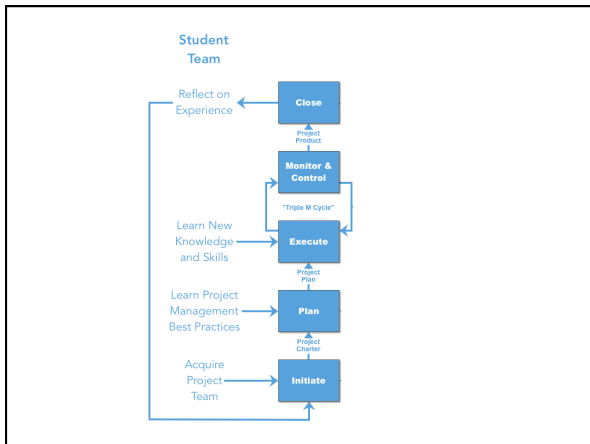 Student
Team
Reflect on
Experience
Close
Project
Product
Monitor &
Control
"Triple M Cycle"
Learn New
Knowledge
and Skills
Execute
Project
Plan
Learn Project
Management
Best Practices
Plan
Project
Charter
Acquire
Project
Team
Initiate